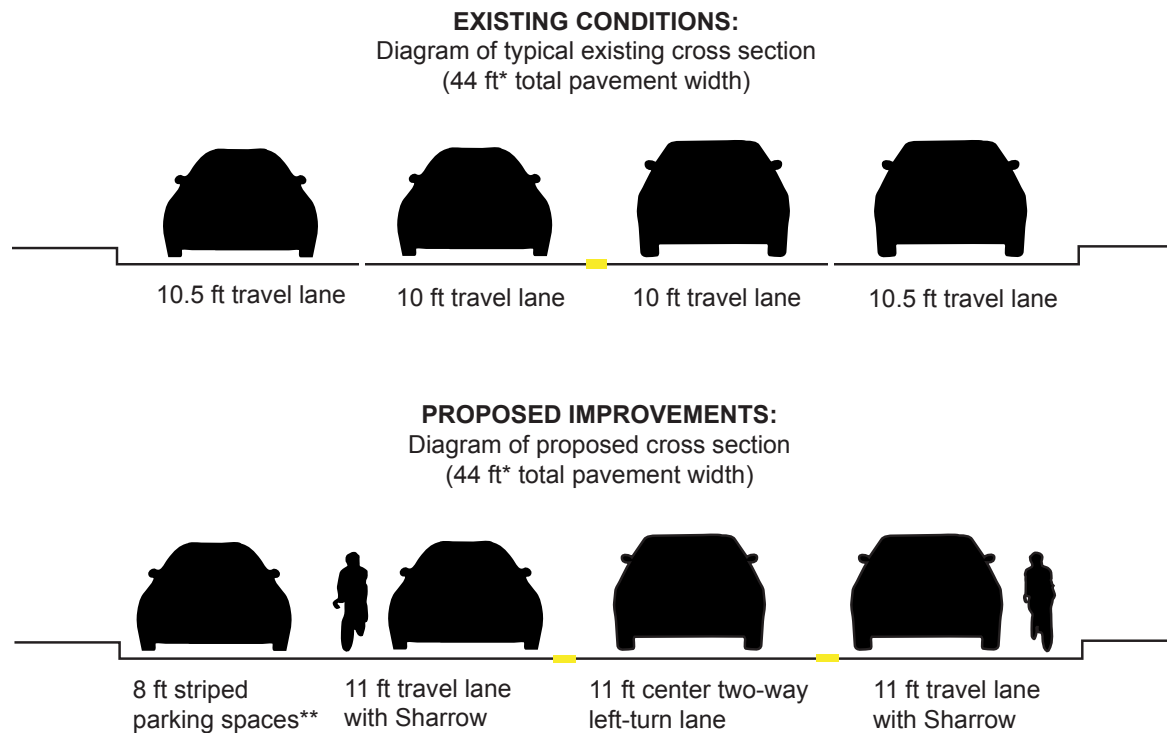 EXISTING CONDITIONS:
Diagram of typical existing cross section
(44 ft* total pavement width)
10.5 ft travel lane
10 ft travel lane
10 ft travel lane
10.5 ft travel lane
PROPOSED IMPROVEMENTS:
Diagram of proposed cross section
(44 ft* total pavement width)
8 ft striped
parking spaces**
11 ft travel lane
with Sharrow
11 ft center two-way
left-turn lane
11 ft travel lane
with Sharrow